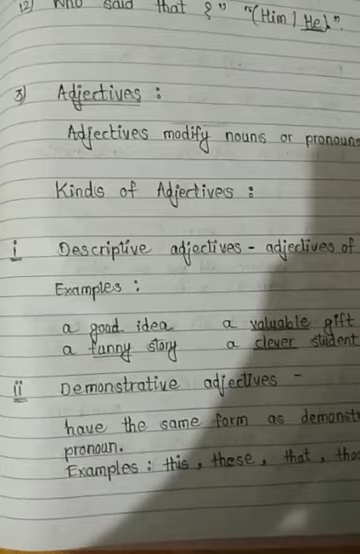 12) Who said that ?" "(Him / He)".
3) Adjectives :
Adjectives modify nouns or pronouns
Kinds of Adjectives :
i Descriptive adjectives - adjectives of
Examples :
a good idea a valuable gift
a funny story a clever student
ii Demonstrative adjectives -
have the same form as
pronoun.
Examples : this, these, that,